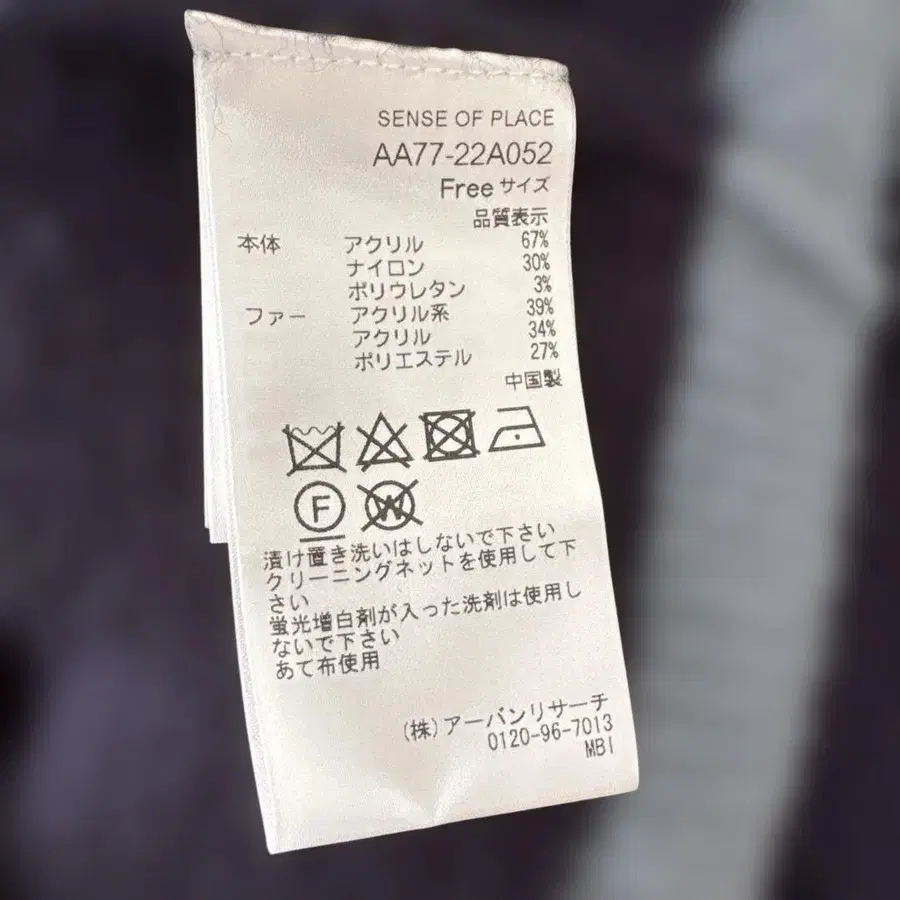 SENSE OF PLACE
AA77-22A052
Free サイズ
品質表示
本体 アクリル 67%
ナイロン 30%
ポリウレタン 3%
ファー アクリル系 39%
アクリル 34%
ポリエステル 27%
中国製
F W
漬け置き洗いはしないで下さい
クリーニングネットを使用して下
さい
蛍光増白剤が入った洗剤は使用し
ないで下さい
あて布使用
(株)アーバンリサーチ
0120-96-7013
MBI